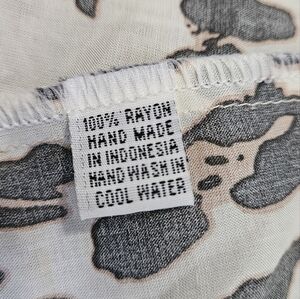 100% RAYON
HAND MADE
IN INDONESIA
HAND WASH IN
COOL WATER